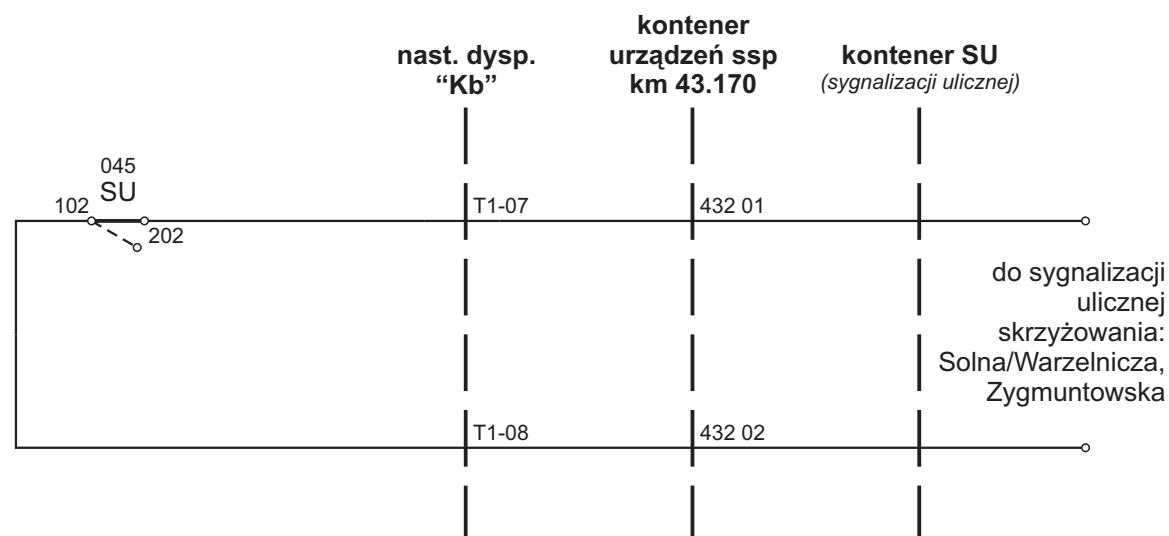 kontener
urządzeń ssp
km 43.170
nast. dysp.
“Kb”
kontener SU
(sygnalizacji ulicznej)
045
SU
102
202
T1-07
432 01
do sygnalizacji
ulicznej
skrzyżowania:
Solna/Warzelnicza,
Zygmuntowska
T1-08
432 02